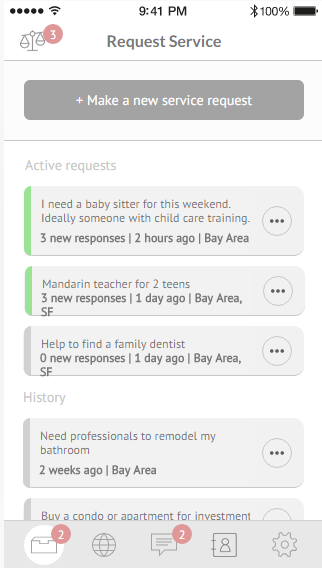 9:41 PM
100%
3
Request Service
+ Make a new service request
Active requests
I need a baby sitter for this weekend.
Ideally someone with child care training.
3 new responses | 2 hours ago | Bay Area
Mandarin teacher for 2 teens
3 new responses | 1 day ago | Bay Area,
SF
Help to find a family dentist
0 new responses | 1 day ago | Bay Area,
SF
History
Need professionals to remodel my
bathroom
2 weeks ago | Bay Area
Buy a condo or apartment for investment
2
2